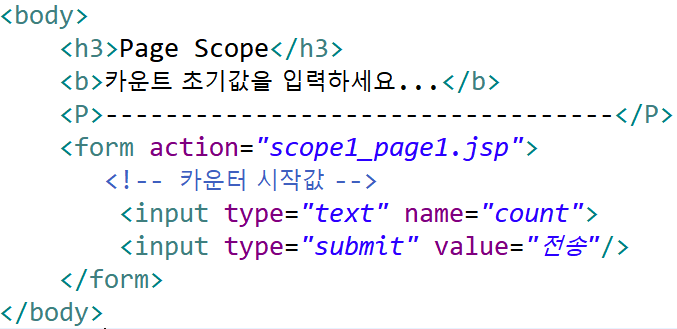 <body>
<h3>Page Scope</h3>
<b>카운트 초기값을 입력하세요...</b>
<P>----------------------------------</P>
<form action="scope1_page1.jsp">
<!-- 카운터 시작값 -->
<input type="text" name="count">
<input type="submit" value="전송"/>
</form>
</body>